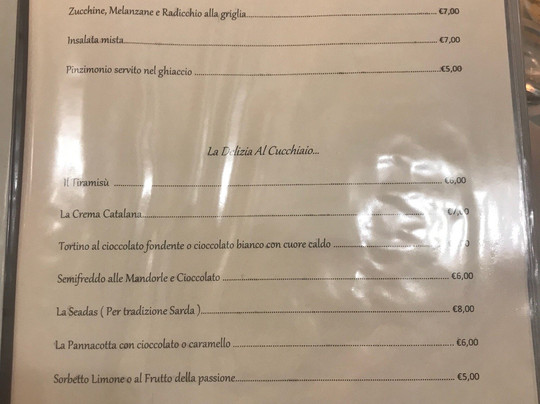 Zucchine, Melanzane e Radicchio alla griglia........ €7,00
Insalata mista........ €7,00
Pinzimonio servito nel ghiaccio ........ €5,00
La Delizia Al Cucchiaio...
Il Tiramisù ........ €6,00
La Crema Catalana........
Tortino al cioccolato fondente o cioccolato bianco con cuore caldo ........
Semifreddo alle Mandorle e Cioccolato ........ €6,00
La Seadas ( Per tradizione Sarda )........ €8,00
La Pannacotta con cioccolato o caramello ........ €6,00
Sorbetto Limone o al Frutto della passione........ €5,00